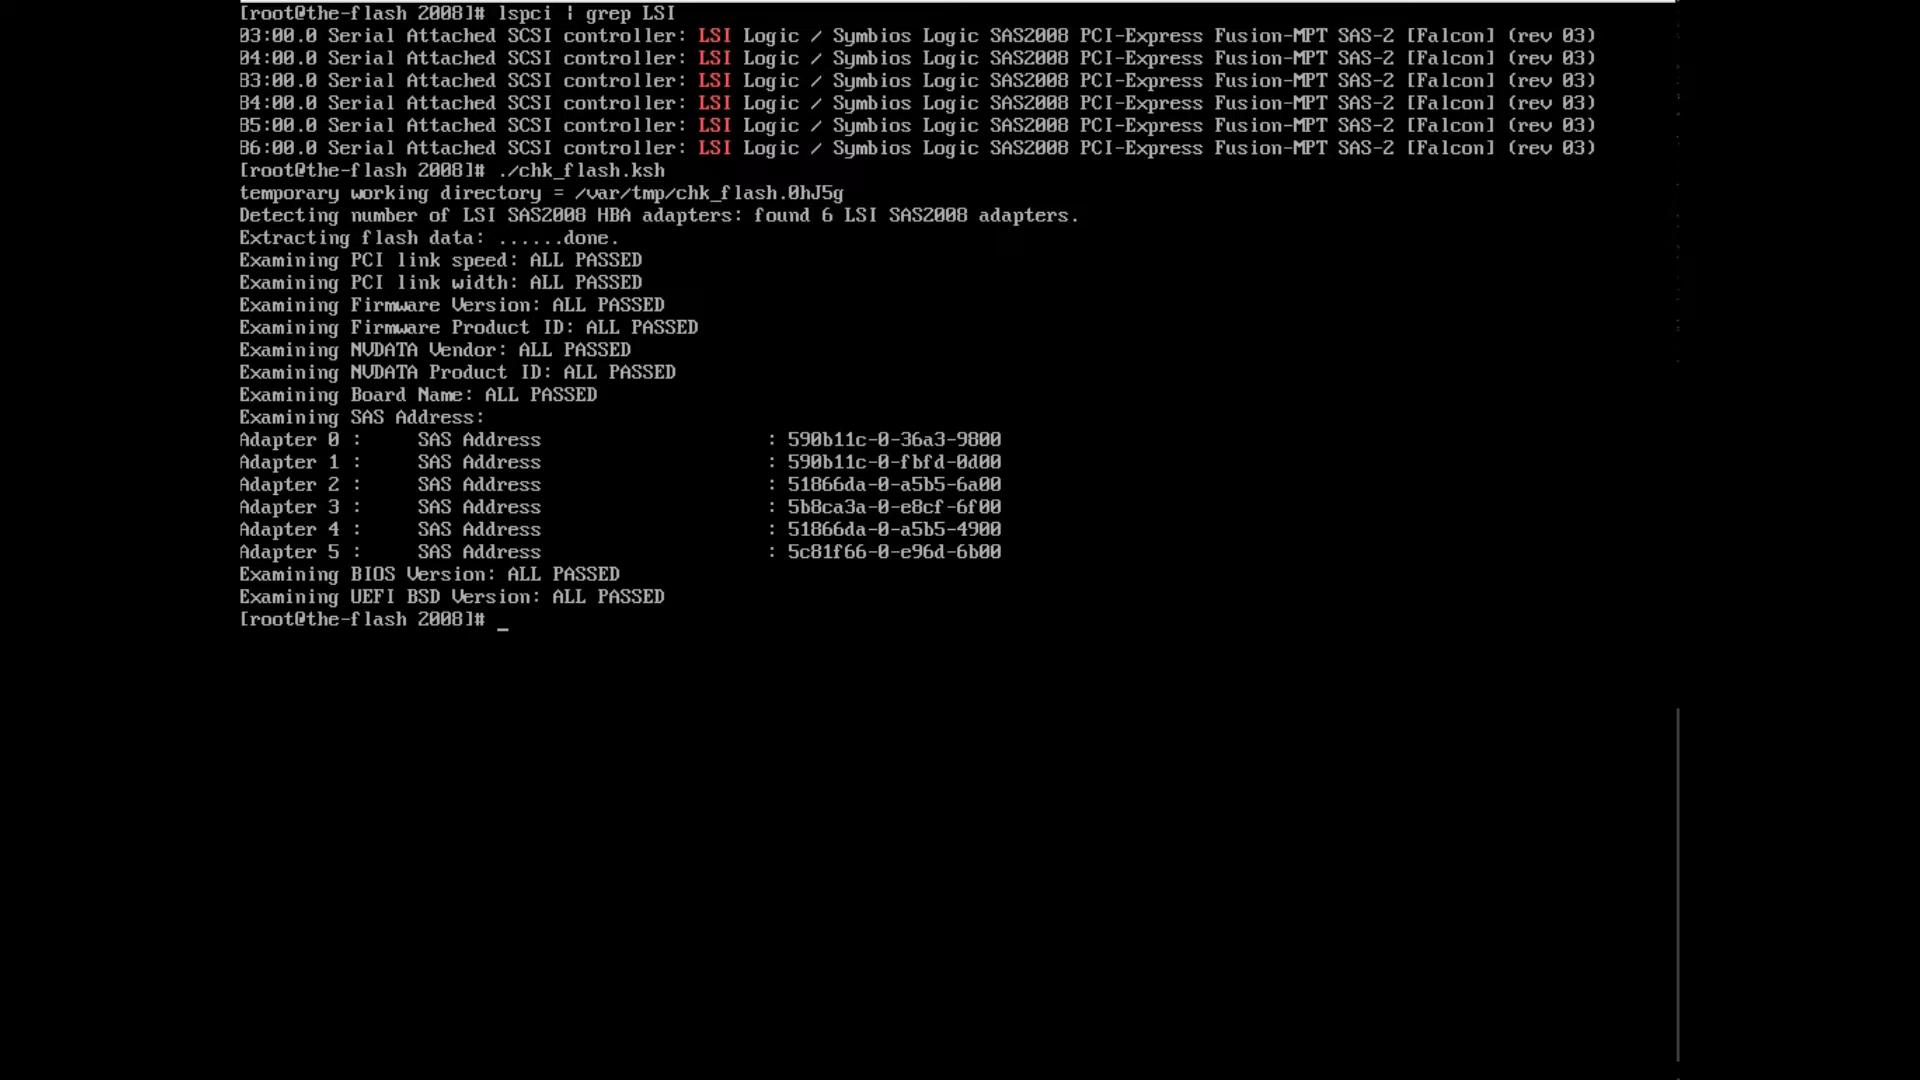 [root@the-flash 2008]# lspci | grep LSI
03:00.0 Serial Attached SCSI controller: LSI Logic / Symbios Logic SAS2008 PCI-Express Fusion-MPT SAS-2 [Falcon] (rev 03)
04:00.0 Serial Attached SCSI controller: LSI Logic / Symbios Logic SAS2008 PCI-Express Fusion-MPT SAS-2 [Falcon] (rev 03)
83:00.0 Serial Attached SCSI controller: LSI Logic / Symbios Logic SAS2008 PCI-Express Fusion-MPT SAS-2 [Falcon] (rev 03)
84:00.0 Serial Attached SCSI controller: LSI Logic / Symbios Logic SAS2008 PCI-Express Fusion-MPT SAS-2 [Falcon] (rev 03)
85:00.0 Serial Attached SCSI controller: LSI Logic / Symbios Logic SAS2008 PCI-Express Fusion-MPT SAS-2 [Falcon] (rev 03)
86:00.0 Serial Attached SCSI controller: LSI Logic / Symbios Logic SAS2008 PCI-Express Fusion-MPT SAS-2 [Falcon] (rev 03)
[root@the-flash 2008]# ./chk_flash.ksh
temporary working directory = /var/tmp/chk_flash.0hJ5g
Detecting number of LSI SAS2008 HBA adapters: found 6 LSI SAS2008 adapters.
Extracting flash data: ......done.
Examining PCI link speed: ALL PASSED
Examining PCI link width: ALL PASSED
Examining Firmware Version: ALL PASSED
Examining Firmware Product ID: ALL PASSED
Examining NVDATA Vendor: ALL PASSED
Examining NVDATA Product ID: ALL PASSED
Examining Board Name: ALL PASSED
Examining SAS Address:
Adapter 0 : SAS Address : 590b11c-0-36a3-9800
Adapter 1 : SAS Address : 590b11c-0-fbfd-0d00
Adapter 2 : SAS Address : 51866da-0-a5b5-6a00
Adapter 3 : SAS Address : 5b8ca3a-0-e8cf-6f00
Adapter 4 : SAS Address : 51866da-0-a5b5-4900
Adapter 5 : SAS Address : 5c81f66-0-e96d-6b00
Examining BIOS Version: ALL PASSED
Examining UEFI BSD Version: ALL PASSED
[root@the-flash 2008]# _